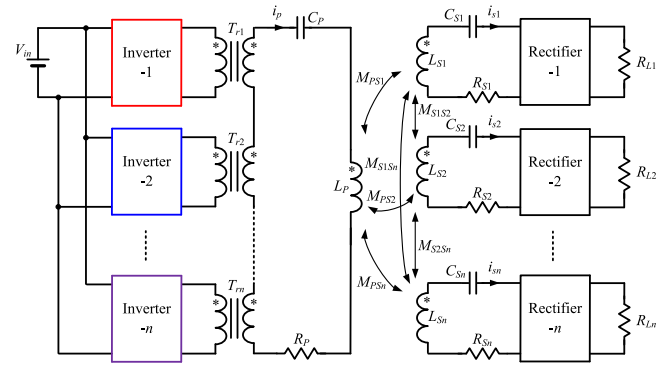 V_in
Inverter
-1
T_r1
*
*
i_p
C_P
Inverter
-2
T_r2
*
*
Inverter
-n
T_rn
*
*
R_P
L_P
*
M_PS1
M_S1S2
M_S1Sn
M_PS2
M_S2Sn
M_PSn
C_S1
i_s1
*
L_S1
R_S1
Rectifier
-1
R_L1
C_S2
i_s2
*
L_S2
R_S2
Rectifier
-2
R_L2
C_Sn
i_sn
*
L_Sn
R_Sn
Rectifier
-n
R_Ln